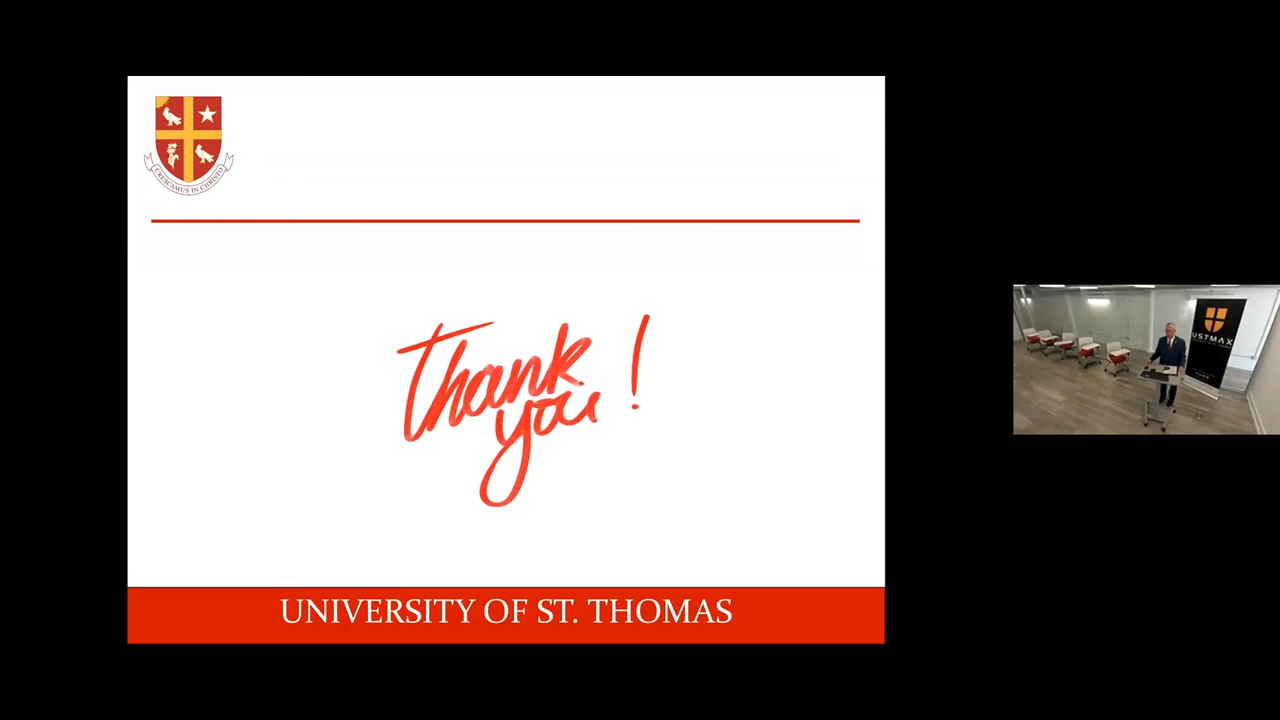 CRESCAMUS IN CHRISTO
Thank
you!
UNIVERSITY OF ST. THOMAS
USTMAX